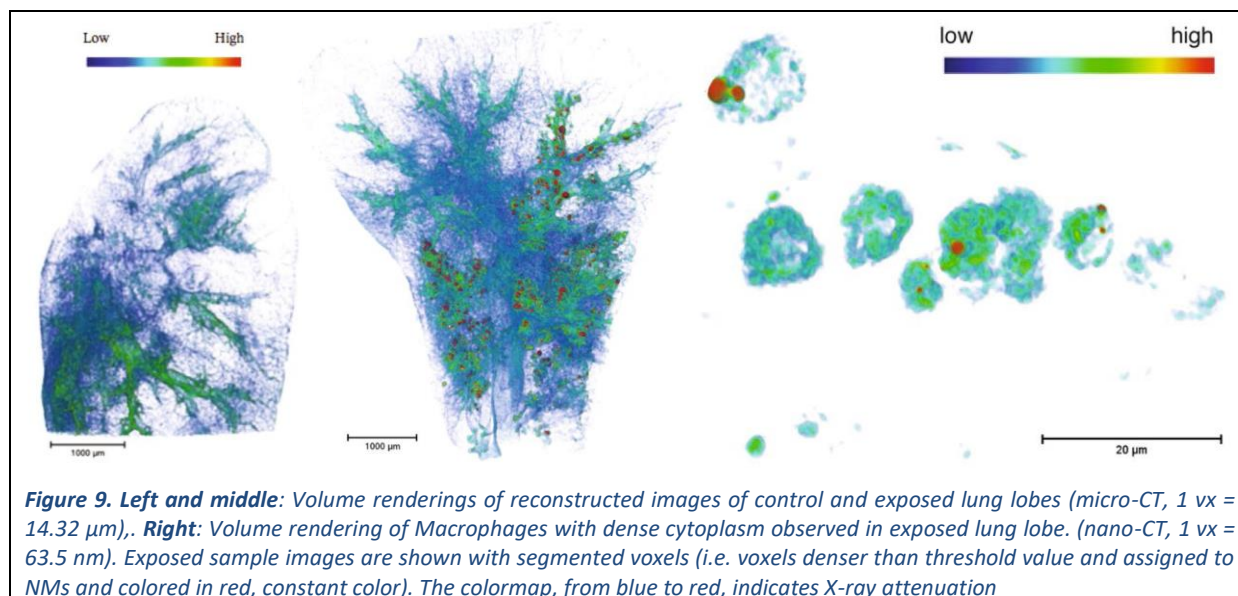 Low High
low high
1000 µm
1000 µm
20 µm
Figure 9. Left and middle: Volume renderings of reconstructed images of control and exposed lung lobes (micro-CT, 1 vx =
14.32 µm),. Right: Volume rendering of Macrophages with dense cytoplasm observed in exposed lung lobe. (nano-CT, 1 vx =
63.5 nm). Exposed sample images are shown with segmented voxels (i.e. voxels denser than threshold value and assigned to
NMs and colored in red, constant color). The colormap, from blue to red, indicates X-ray attenuation